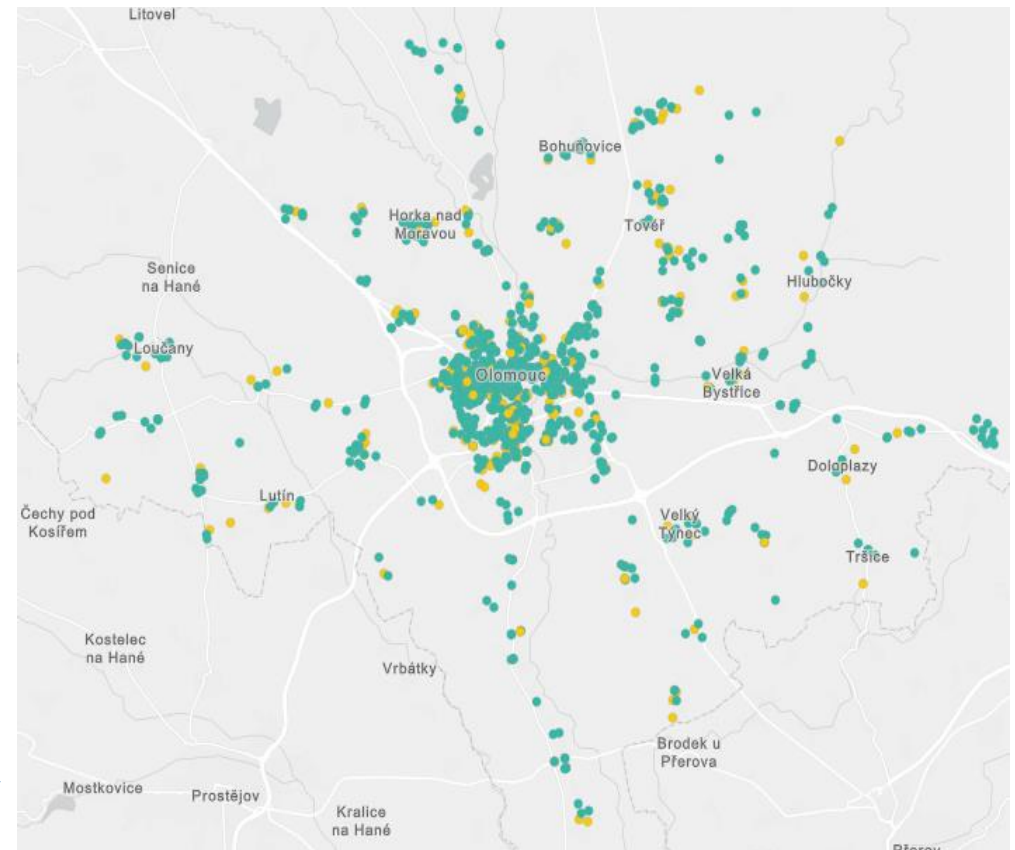 Litovel
Bohuňovice
Horka nad
Moravou
Tovéř
Senice
na Hané
Hlubočky
Loučany
Olomouc
Velká
Bystřice
Doloplazy
Lutín
Čechy pod
Kosířem
Velký
Týnec
Tršice
Kostelec
na Hané
Vrbátky
Brodek u
Přerova
Mostkovice
Prostějov
Kralice
na Hané
Přerov